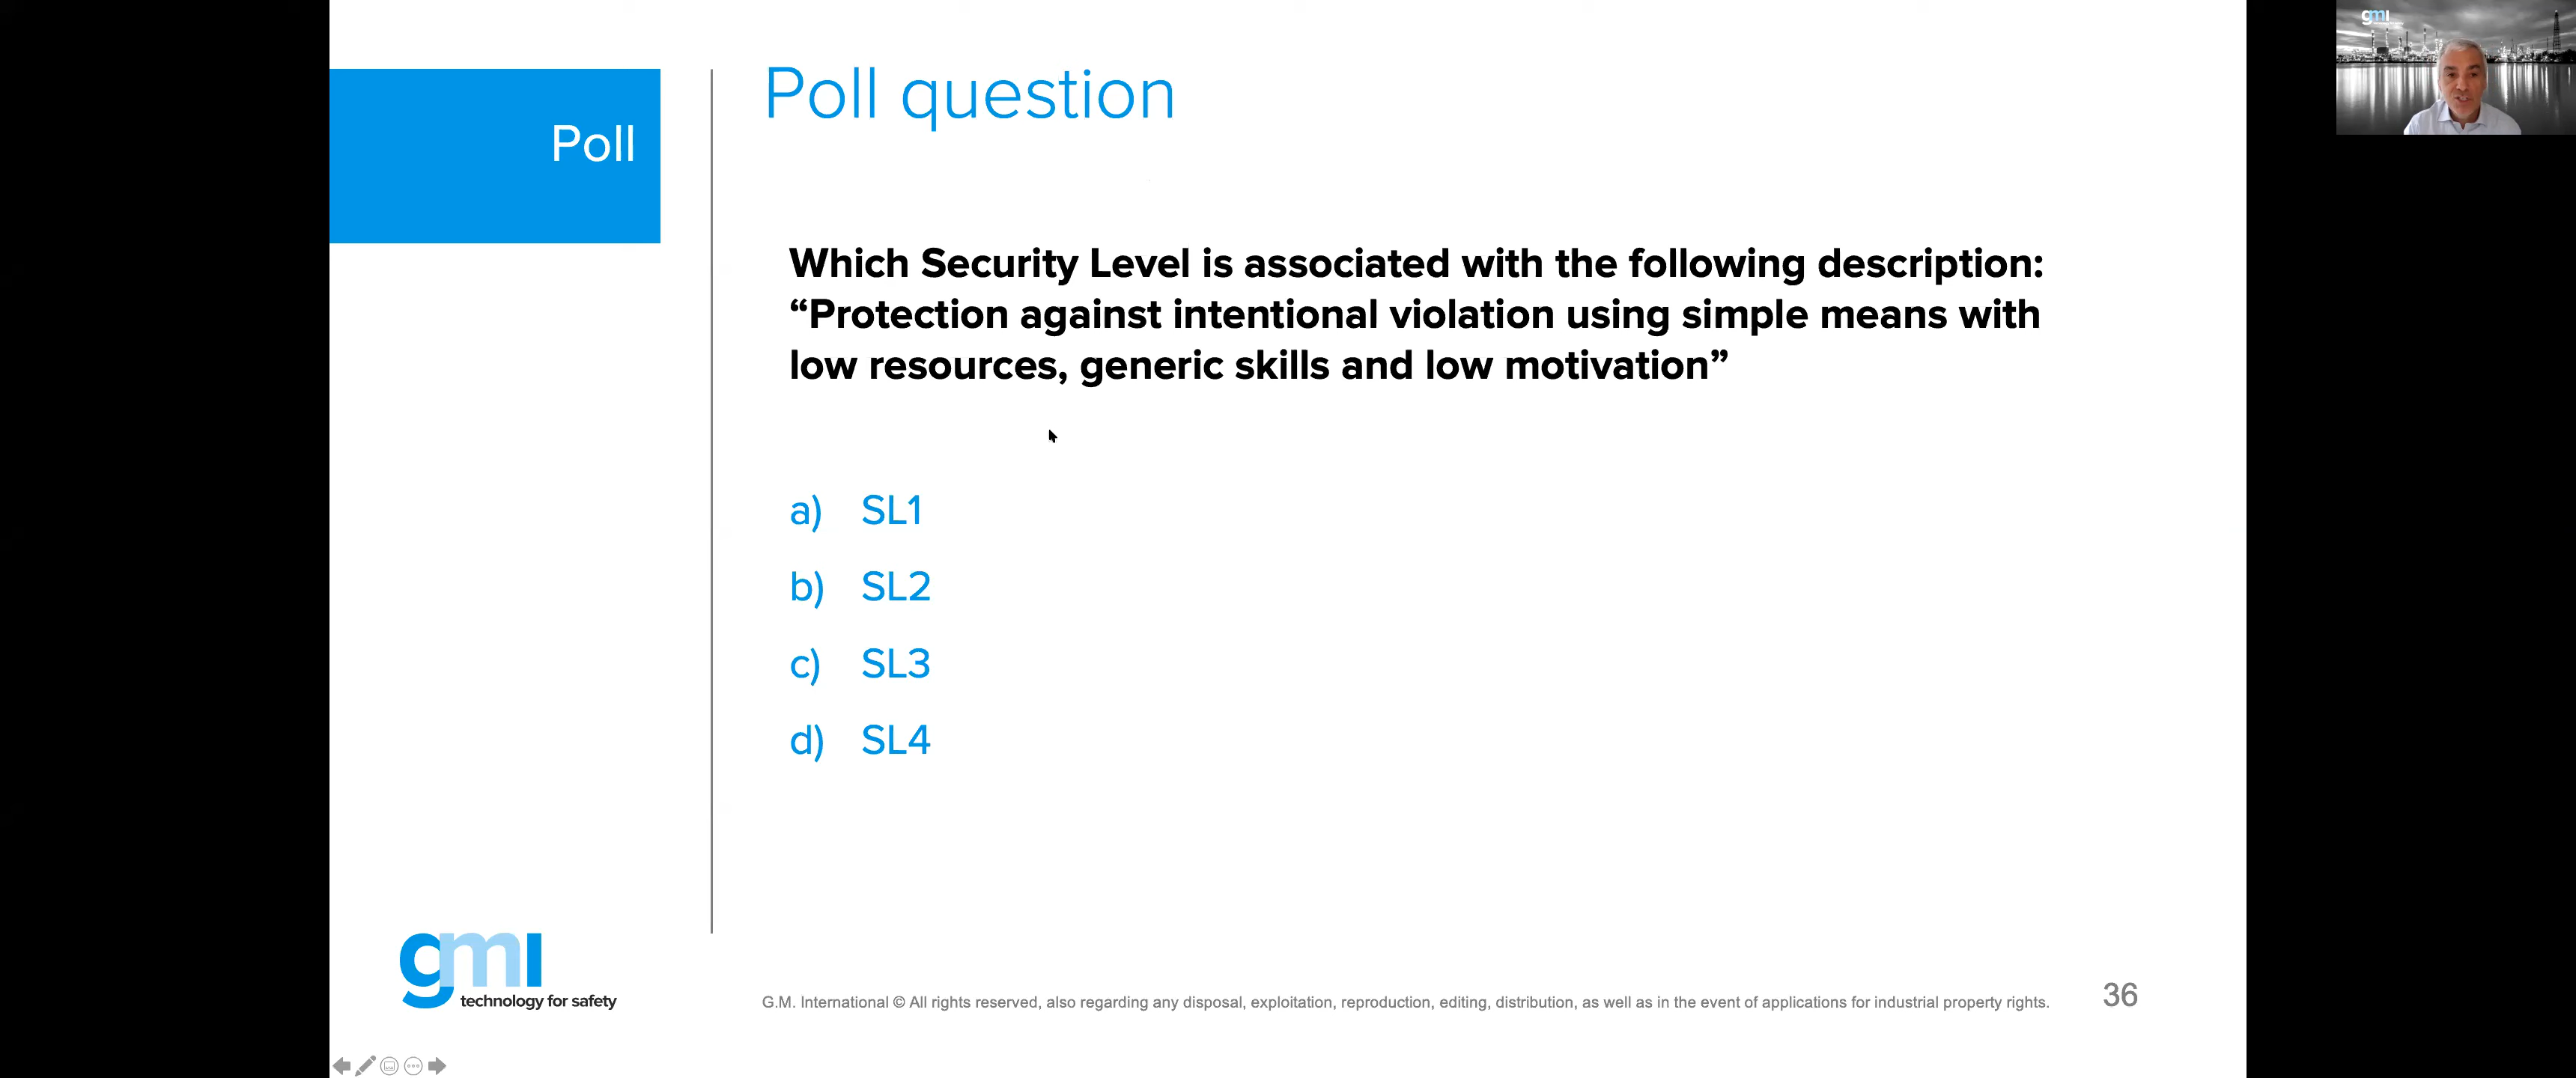 Poll
Poll question
Which Security Level is associated with the following description:
“Protection against intentional violation using simple means with
low resources, generic skills and low motivation”
a) SL1
b) SL2
c) SL3
d) SL4
gmi
technology for safety
G.M. International © All rights reserved, also regarding any disposal, exploitation, reproduction, editing, distribution, as well as in the event of applications for industrial property rights.
36
gmi